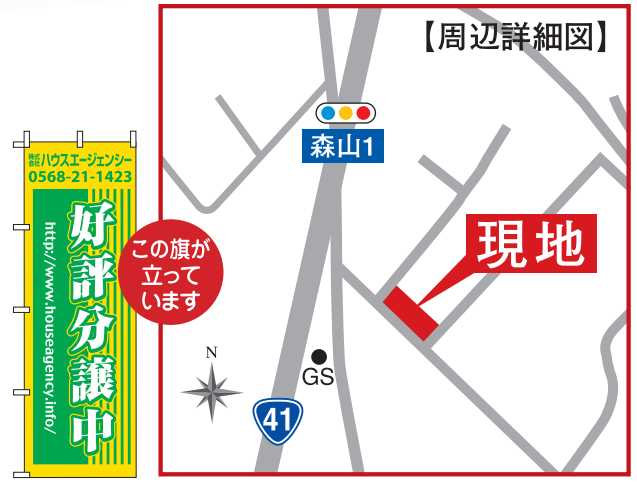 【周辺詳細図】
森山1
現地
GS
41
N
株式会社ハウスエージェンシー
0568-21-1423
好評分譲中
http://www.houseagency.info/
この旗が
立って
います